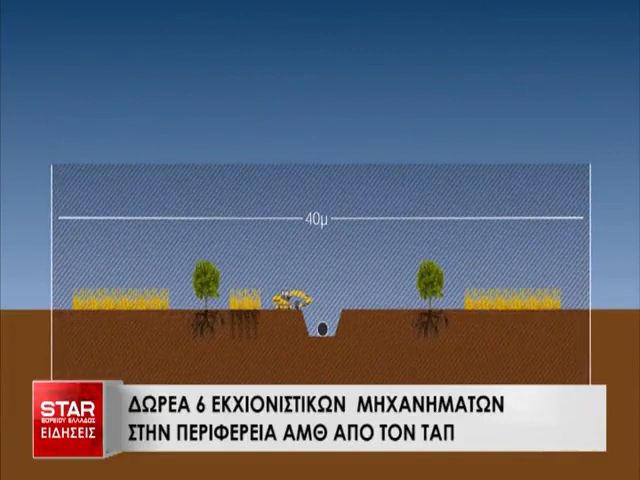 40μ
STAR
ΒΟΡΕΙΟΥ ΕΛΛΑΔΟΣ
ΕΙΔΗΣΕΙΣ
ΔΩΡΕΑ 6 ΕΚΧΙΟΝΙΣΤΙΚΩΝ ΜΗΧΑΝΗΜΑΤΩΝ
ΣΤΗΝ ΠΕΡΙΦΕΡΕΙΑ ΑΜΘ ΑΠΟ ΤΟΝ ΤΑΠ